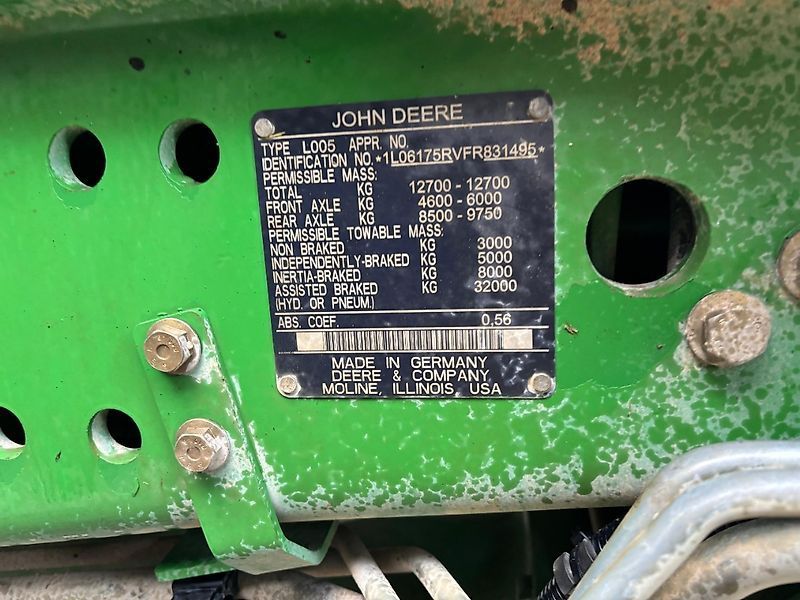 JOHN DEERE
TYPE L005 APPR. NO.
IDENTIFICATION NO. *1L06175RVFR831495*
PERMISSIBLE MASS:
TOTAL KG 12700 - 12700
FRONT AXLE KG 4600 - 6000
REAR AXLE KG 8500 - 9750
PERMISSIBLE TOWABLE MASS:
NON BRAKED KG 3000
INDEPENDENTLY-BRAKED KG 5000
INERTIA-BRAKED KG 8000
ASSISTED BRAKED KG 32000
(HYD. OR PNEUM.)
ABS. COEF. 0,56
MADE IN GERMANY
DEERE & COMPANY
MOLINE, ILLINOIS, USA